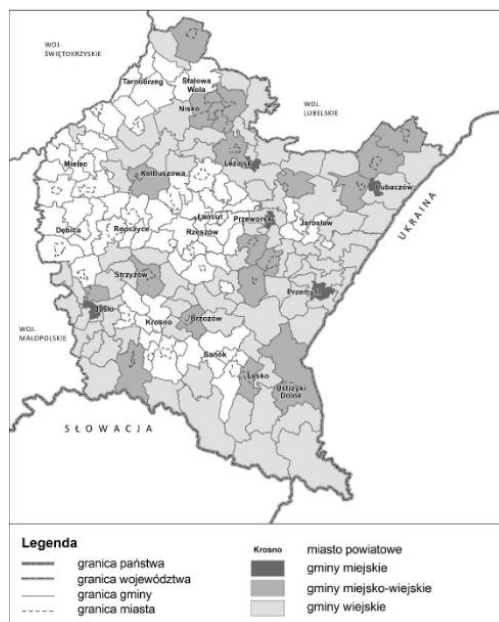 WOJ.
ŚWIĘTOKRZYSKIE
Tarnobrzeg
Stalowa
Wola
WOJ.
LUBELSKIE
Nisko
Leżajsk
Mielec
Kolbuszowa
Lubaczów
UKRAINA
Łańcut
Przeworsk
Dębica
Ropczyce
Rzeszów
Jarosław
Strzyżów
Przemyśl
Jasło
WOJ.
MAŁOPOLSKIE
Krosno
Brzozów
Sanok
Lesko
Ustrzyki
Dolne
SŁOWACJA
Legenda
granica państwa
granica województwa
granica gminy
granica miasta
Krosno miasto powiatowe
gminy miejskie
gminy miejsko-wiejskie
gminy wiejskie